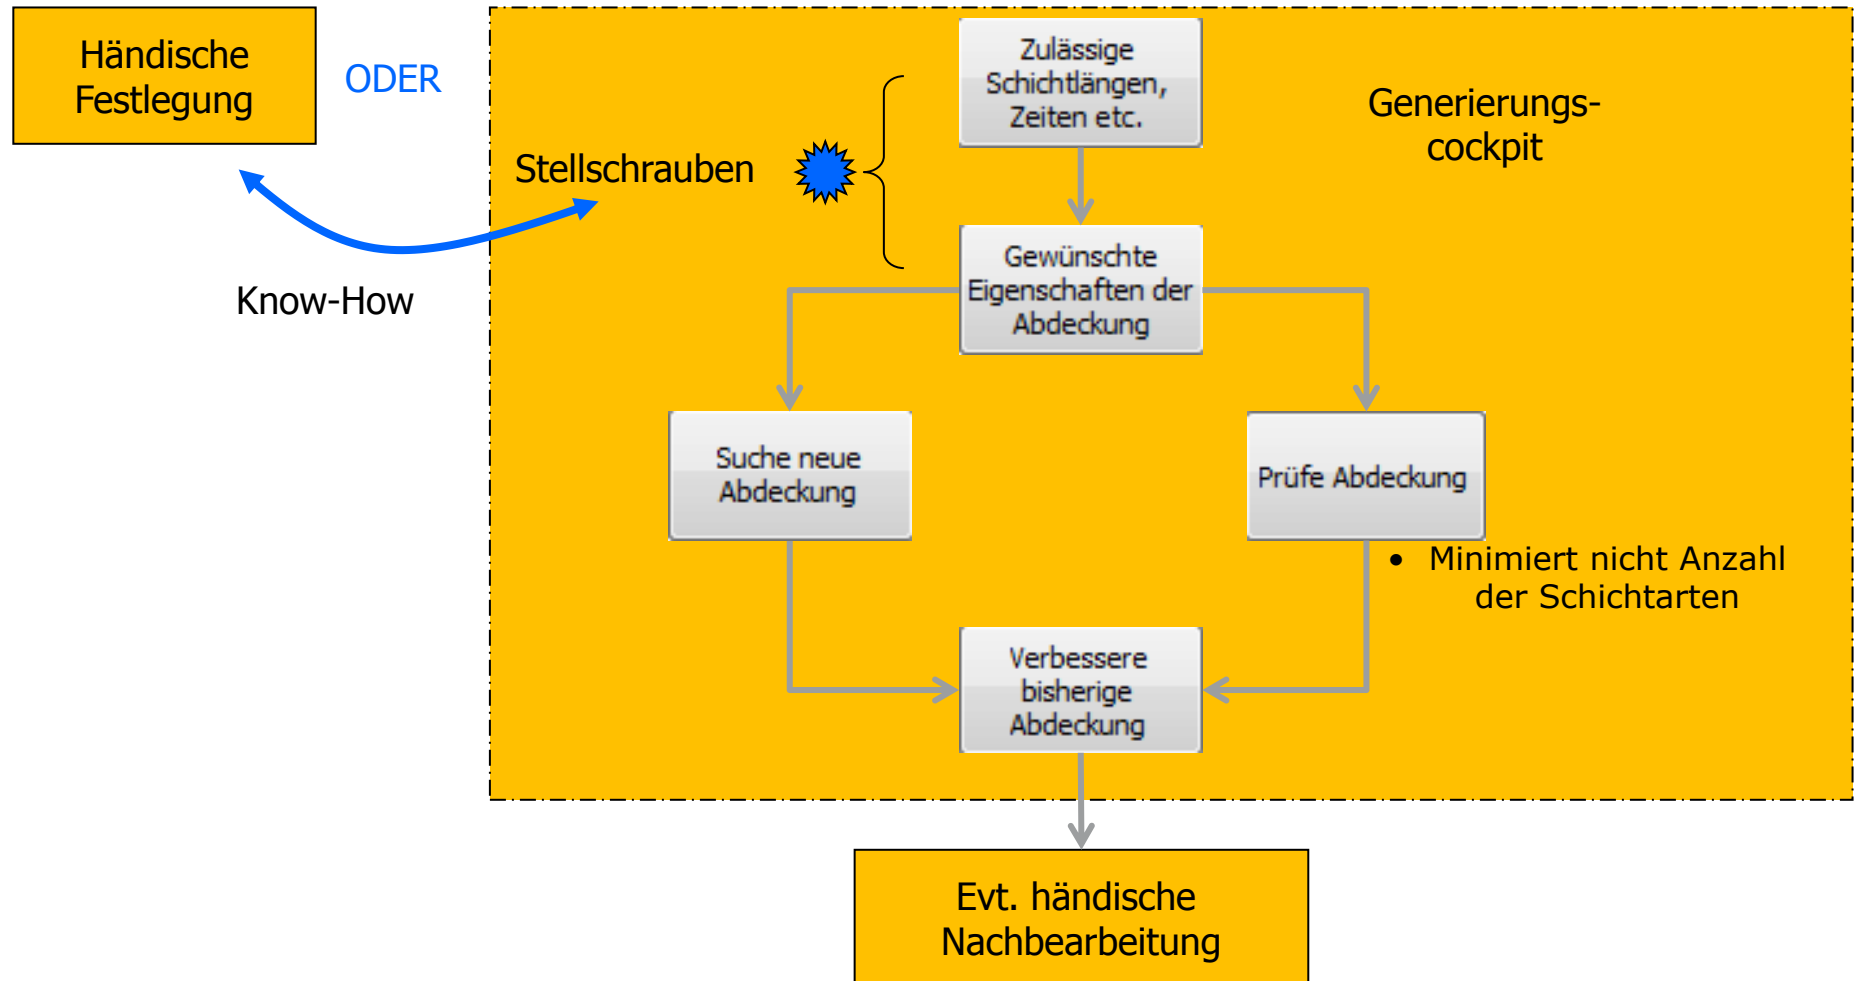 Händische
Festlegung
ODER
Zulässige
Schichtlängen,
Zeiten etc.
Generierungs-
cockpit
Stellschrauben
Know-How
Gewünschte
Eigenschaften der
Abdeckung
Suche neue
Abdeckung
Prüfe Abdeckung
• Minimiert nicht Anzahl
der Schichtarten
Verbessere
bisherige
Abdeckung
Evt. händische
Nachbearbeitung